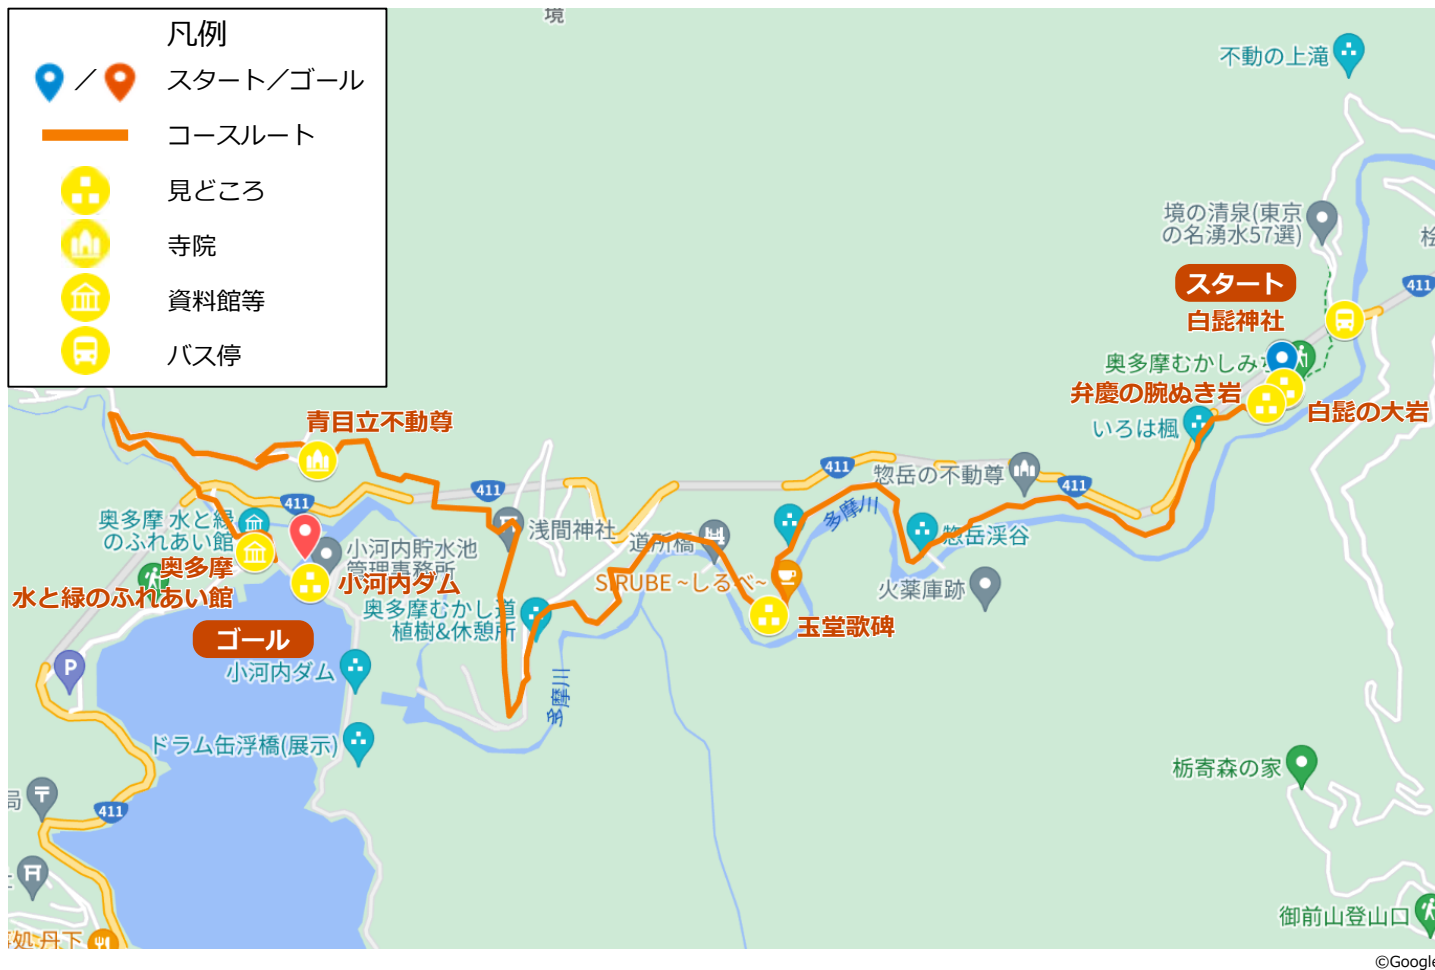 凡例
スタート／ゴール
コースルート
見どころ
寺院
資料館等
バス停
境
不動の上滝
境の清泉(東京
の名湧水57選)
スタート
白髭神社
411
奥多摩むかしみち
弁慶の腕ぬき岩
白髭の大岩
いろは楓
青目立不動尊
411
惣岳の不動尊
411
411
411
多摩川
奥多摩 水と緑
のふれあい館
浅間神社
道所橋
惣岳渓谷
小河内貯水池
管理事務所
奥多摩
水と緑のふれあい館
小河内ダム
SIRUBE ~しるべ~
火薬庫跡
奥多摩むかし道
植樹&休憩所
玉堂歌碑
ゴール
小河内ダム
P
多摩川
ドラム缶浮橋(展示)
栃寄森の家
局
411
御前山登山口
丹下
©Google